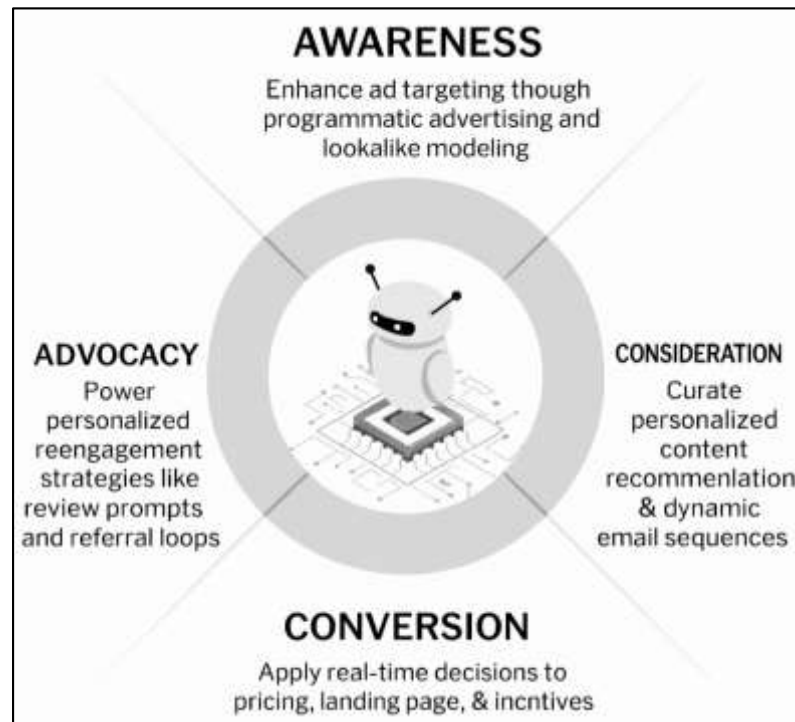 AWARENESS
Enhance ad targeting though
programmatic advertising and
lookalike modeling
ADVOCACY
Power
personalized
reengagement
strategies like
review prompts
and referral loops
CONSIDERATION
Curate
personalized
content
recommenlation
& dynamic
email sequences
CONVERSION
Apply real-time decisions to
pricing, landing page, & incntives